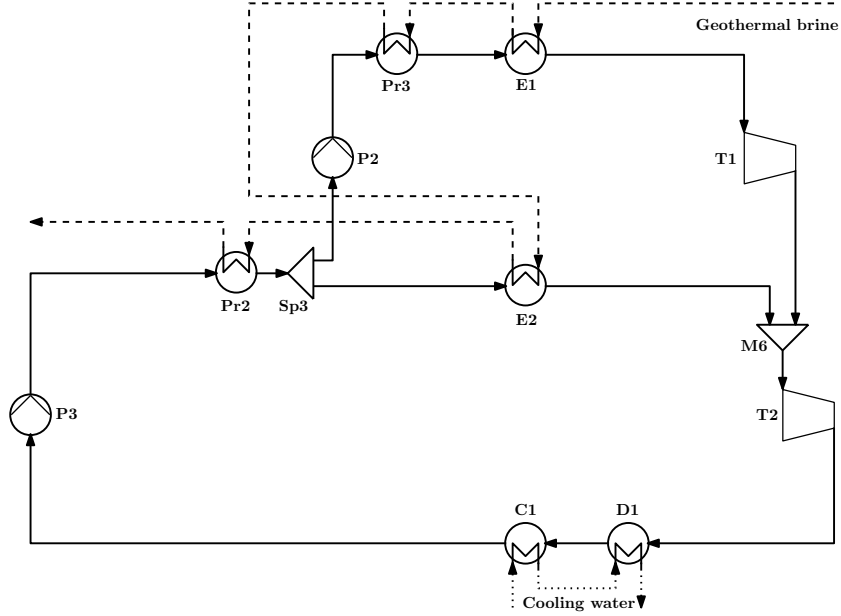 Geothermal brine
Pr3
E1
P2
T1
Pr2
Sp3
E2
M6
P3
T2
C1
D1
Cooling water